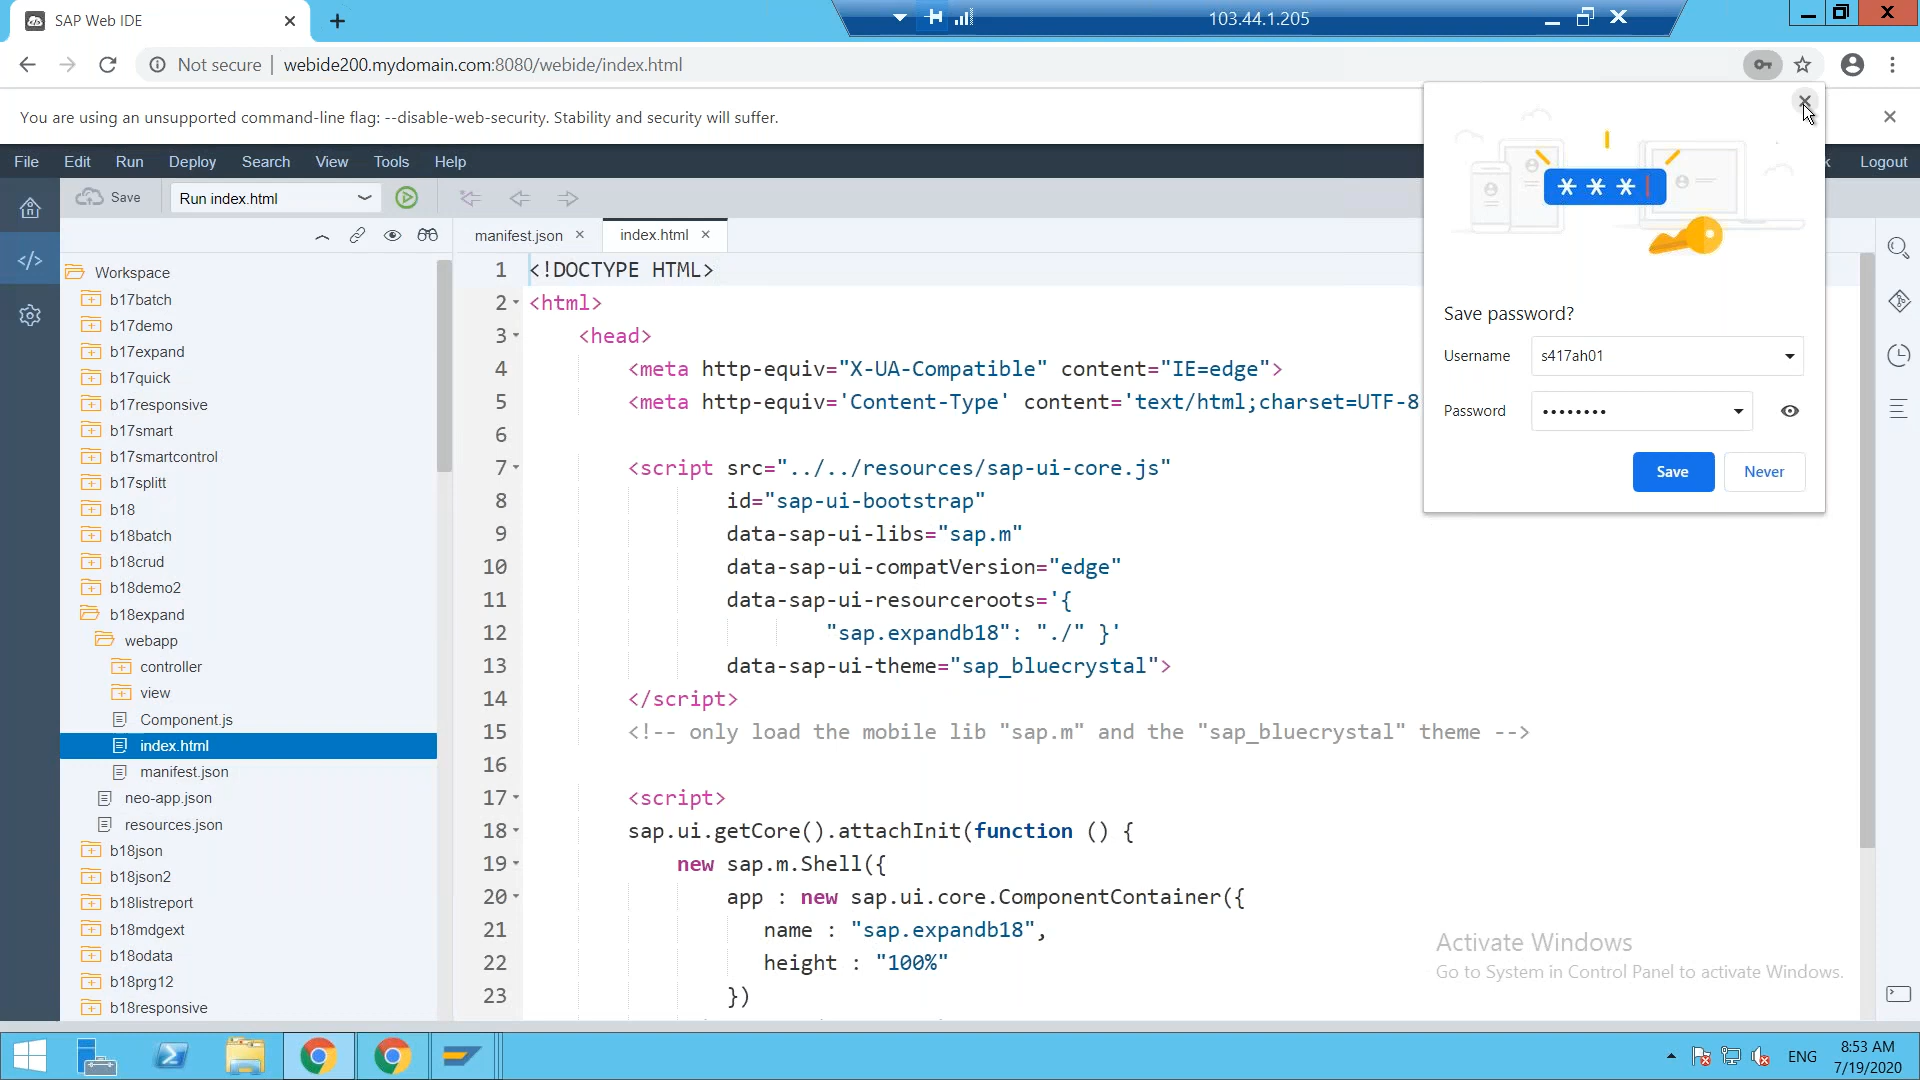 SAP Web IDE
103.44.1.205
Not secure
webide200.mydomain.com:8080/webide/index.html
You are using an unsupported command-line flag: --disable-web-security. Stability and security will suffer.
File Edit Run Deploy Search View Tools Help
Logout
Save
Run index.html
manifest.json
index.html
Workspace
b17batch
b17demo
b17expand
b17quick
b17responsive
b17smart
b17smartcontrol
b17splitt
b18
b18batch
b18crud
b18demo2
b18expand
webapp
controller
view
Component.js
index.html
manifest.json
neo-app.json
resources.json
b18json
b18json2
b18listreport
b18mdgext
b18odata
b18prg12
b18responsive
1 <!DOCTYPE HTML>
2 <html>
3 <head>
4 <meta http-equiv="X-UA-Compatible" content="IE=edge">
5 <meta http-equiv='Content-Type' content='text/html;charset=UTF-8
6
7 <script src="../../resources/sap-ui-core.js"
8 id="sap-ui-bootstrap"
9 data-sap-ui-libs="sap.m"
10 data-sap-ui-compatVersion="edge"
11 data-sap-ui-resourceroots='{
12 "sap.expandb18": "./" }'
13 data-sap-ui-theme="sap_bluecrystal">
14 </script>
15 <!-- only load the mobile lib "sap.m" and the "sap_bluecrystal" theme -->
16
17 <script>
18 sap.ui.getCore().attachInit(function () {
19 new sap.m.Shell({
20 app : new sap.ui.core.ComponentContainer({
21 name : "sap.expandb18",
22 height : "100%"
23 })
***
Save password?
Username s417ah01
Password ••••••••
Save Never
Activate Windows
Go to System in Control Panel to activate Windows.
ENG
8:53 AM
7/19/2020